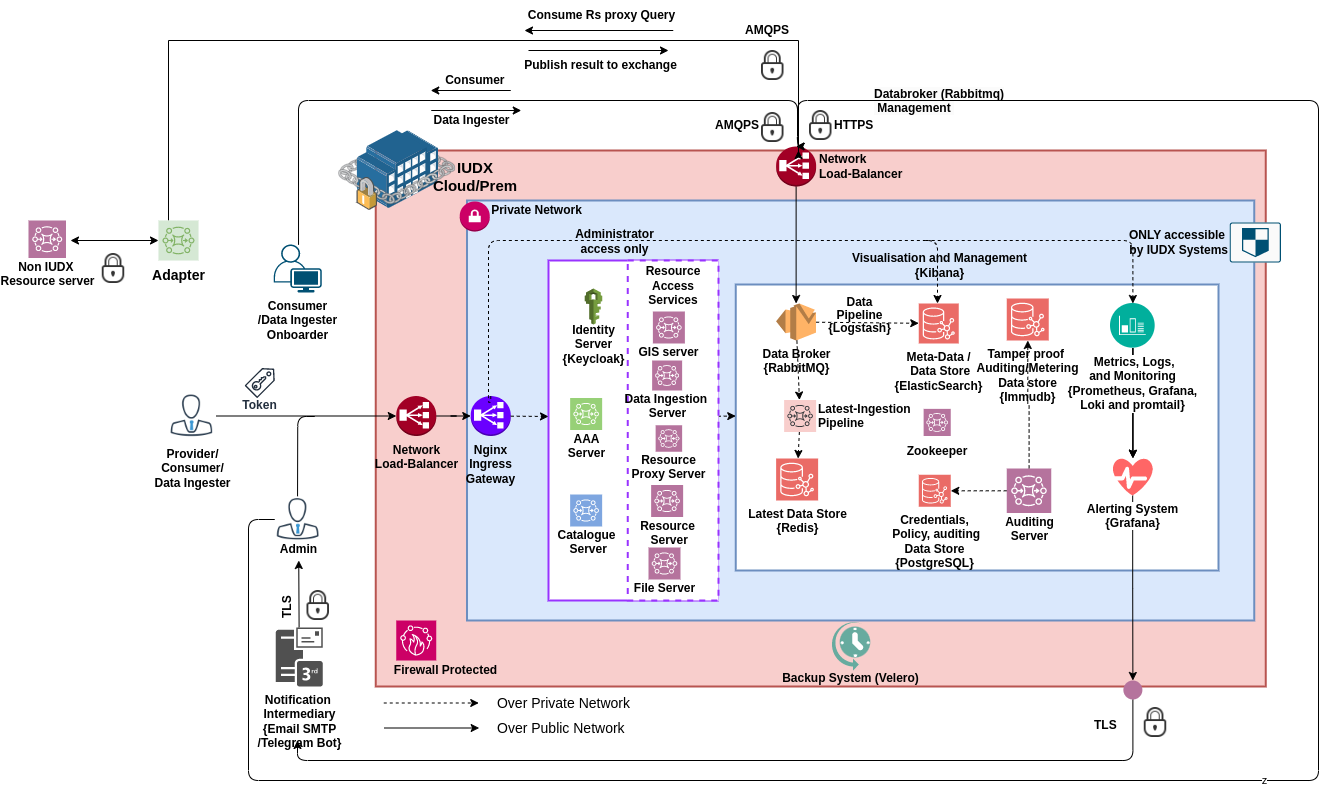 Consume Rs proxy Query
AMQPS
Publish result to exchange
Consumer
Data Ingester
Databroker (Rabbitmq)
Management
AMQPS
HTTPS
Network
Load-Balancer
IUDX
Cloud/Prem
Private Network
Administrator
access only
ONLY accessible
by IUDX Systems
Visualisation and Management
{Kibana}
Non IUDX
Resource server
Adapter
Consumer
/Data Ingester
Onboarder
Resource
Access
Services
Identity
Server
{Keycloak}
GIS server
Data Ingestion
Server
AAA
Server
Resource
Proxy Server
Catalogue
Server
Resource
Server
File Server
Data
Pipeline
{Logstash}
Data Broker
{RabbitMQ}
Meta-Data /
Data Store
{ElasticSearch}
Tamper proof
Auditing/Metering
Data store
{Immudb}
Metrics, Logs,
and Monitoring
{Prometheus, Grafana,
Loki and promtail}
Latest-Ingestion
Pipeline
Zookeeper
Latest Data Store
{Redis}
Credentials,
Policy, auditing
Data Store
{PostgreSQL}
Auditing
Server
Alerting System
{Grafana}
Token
Provider/
Consumer/
Data Ingester
Network
Load-Balancer
Nginx
Ingress
Gateway
Admin
TLS
3rd
Notification
Intermediary
{Email SMTP
/Telegram Bot}
Firewall Protected
Backup System (Velero)
Over Private Network
Over Public Network
TLS
z